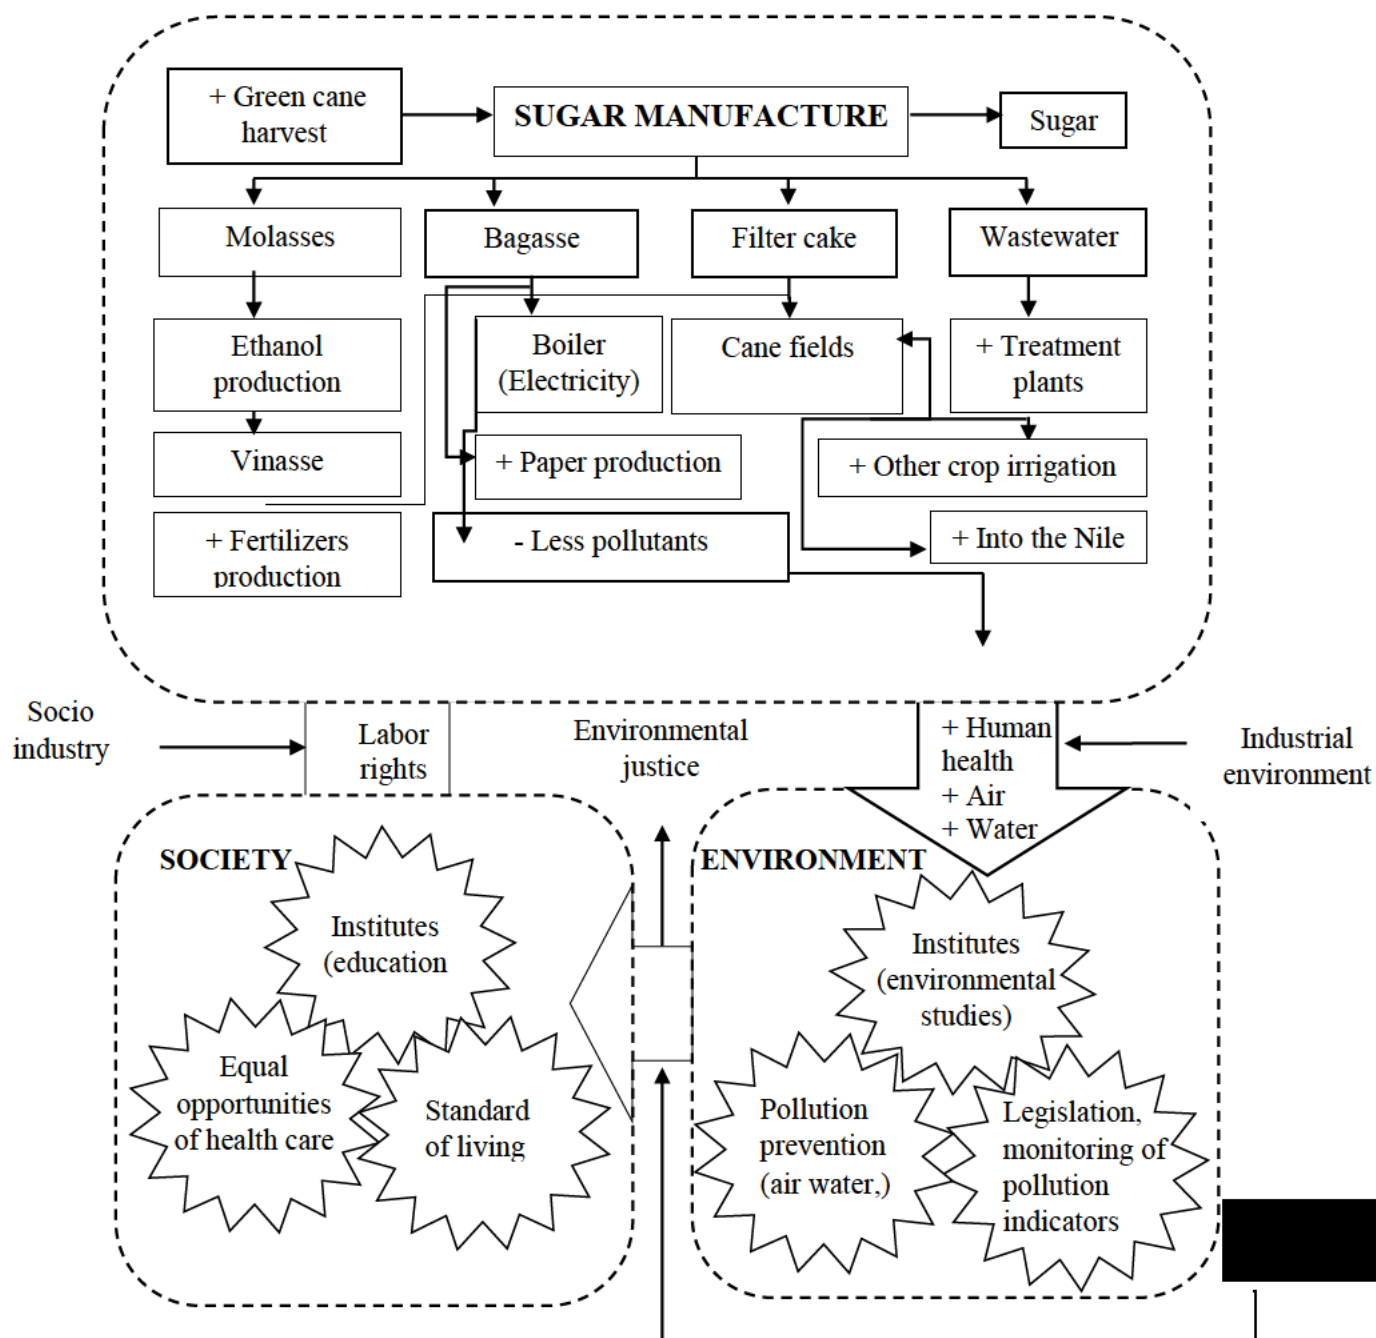 + Green cane
harvest
SUGAR MANUFACTURE
Sugar
Molasses
Bagasse
Filter cake
Wastewater
Ethanol
production
Boiler
(Electricity)
Cane fields
+ Treatment
plants
Vinasse
+ Paper production
+ Other crop irrigation
+ Fertilizers
production
- Less pollutants
+ Into the Nile
Socio
industry
Labor
rights
Environmental
justice
+ Human
health
+ Air
+ Water
Industrial
environment
SOCIETY
Institutes
(education
Equal
opportunities
of health care
Standard
of living
ENVIRONMENT
Institutes
(environmental
studies)
Pollution
prevention
(air water,)
Legislation,
monitoring of
pollution
indicators